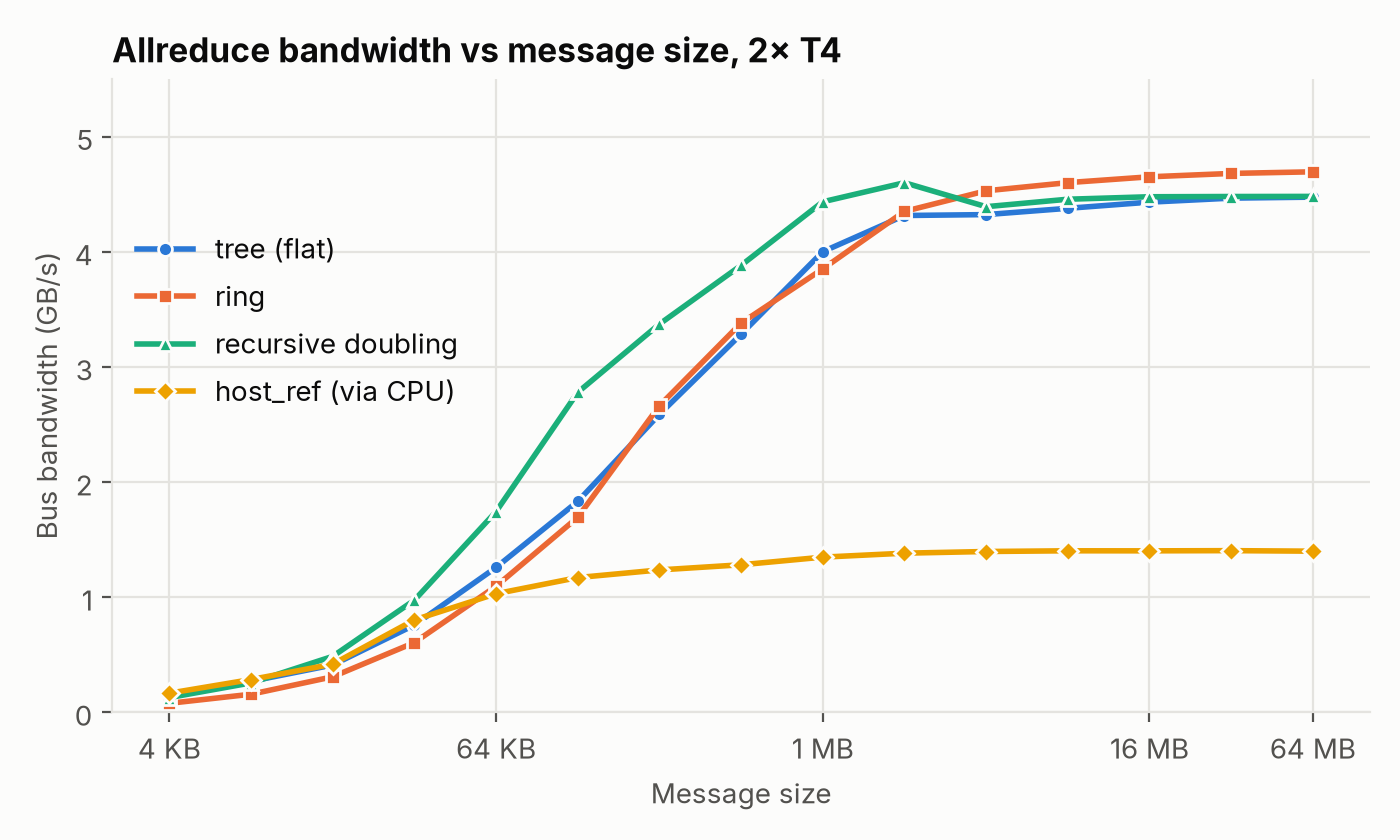 Allreduce bandwidth vs message size, 2× T4
Bus bandwidth (GB/s)
5
4
3
2
1
0
tree (flat)
ring
recursive doubling
host_ref (via CPU)
4 KB
64 KB
1 MB
16 MB
64 MB
Message size